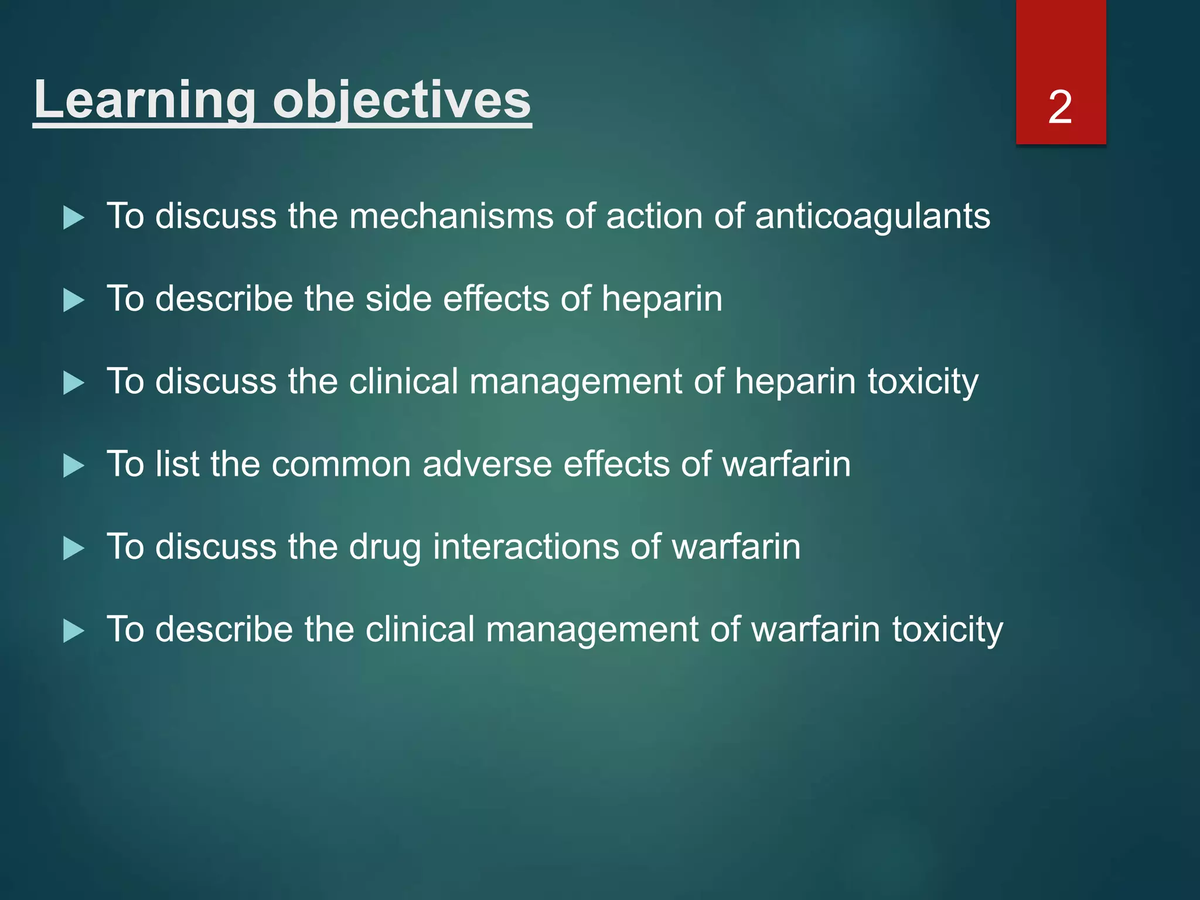 Learning objectives
2
To discuss the mechanisms of action of anticoagulants
To describe the side effects of heparin
To discuss the clinical management of heparin toxicity
To list the common adverse effects of warfarin
To discuss the drug interactions of warfarin
To describe the clinical management of warfarin toxicity